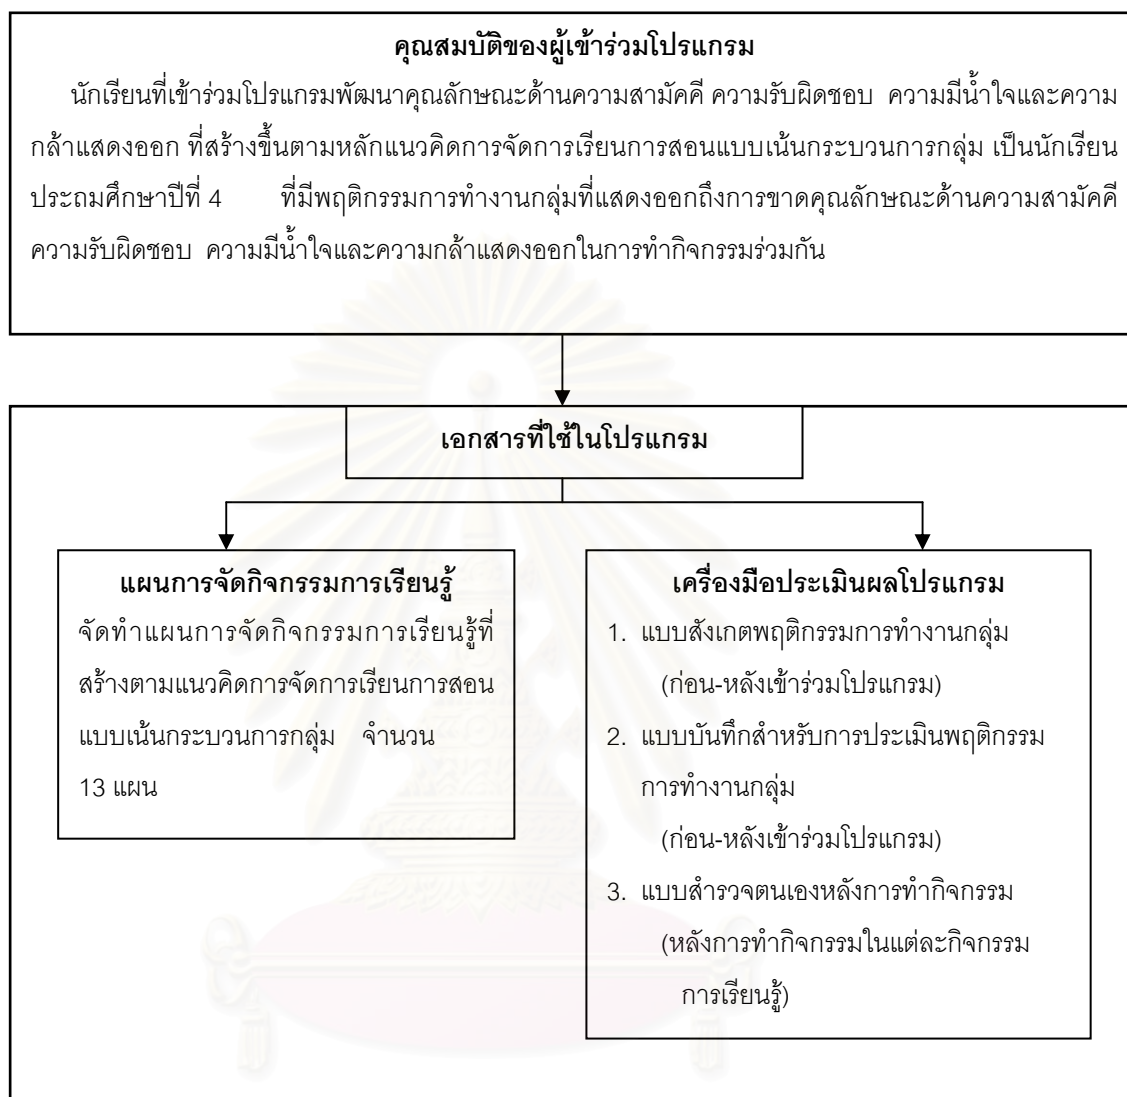 คุณสมบัติของผู้เข้าร่วมโปรแกรม
นักเรียนที่เข้าร่วมโปรแกรมพัฒนาคุณลักษณะด้านความสามัคคี ความรับผิดชอบ ความมีน้ำใจและความ
กล้าแสดงออก ที่สร้างขึ้นตามหลักแนวคิดการจัดการเรียนการสอนแบบเน้นกระบวนการกลุ่ม เป็นนักเรียน
ประถมศึกษาปีที่ 4 ที่มีพฤติกรรมการทำงานกลุ่มที่แสดงออกถึงการขาดคุณลักษณะด้านความสามัคคี
ความรับผิดชอบ ความมีน้ำใจและความกล้าแสดงออกในการทำกิจกรรมร่วมกัน
เอกสารที่ใช้ในโปรแกรม
แผนการจัดกิจกรรมการเรียนรู้
จัดทำแผนการจัดกิจกรรมการเรียนรู้ที่
สร้างตามแนวคิดการจัดการเรียนการสอน
แบบเน้นกระบวนการกลุ่ม จำนวน
13 แผน
เครื่องมือประเมินผลโปรแกรม
1. แบบสังเกตพฤติกรรมการทำงานกลุ่ม
(ก่อน-หลังเข้าร่วมโปรแกรม)
2. แบบบันทึกสำหรับการประเมินพฤติกรรม
การทำงานกลุ่ม
(ก่อน-หลังเข้าร่วมโปรแกรม)
3. แบบสำรวจตนเองหลังการทำกิจกรรม
(หลังการทำกิจกรรมในแต่ละกิจกรรม
การเรียนรู้)